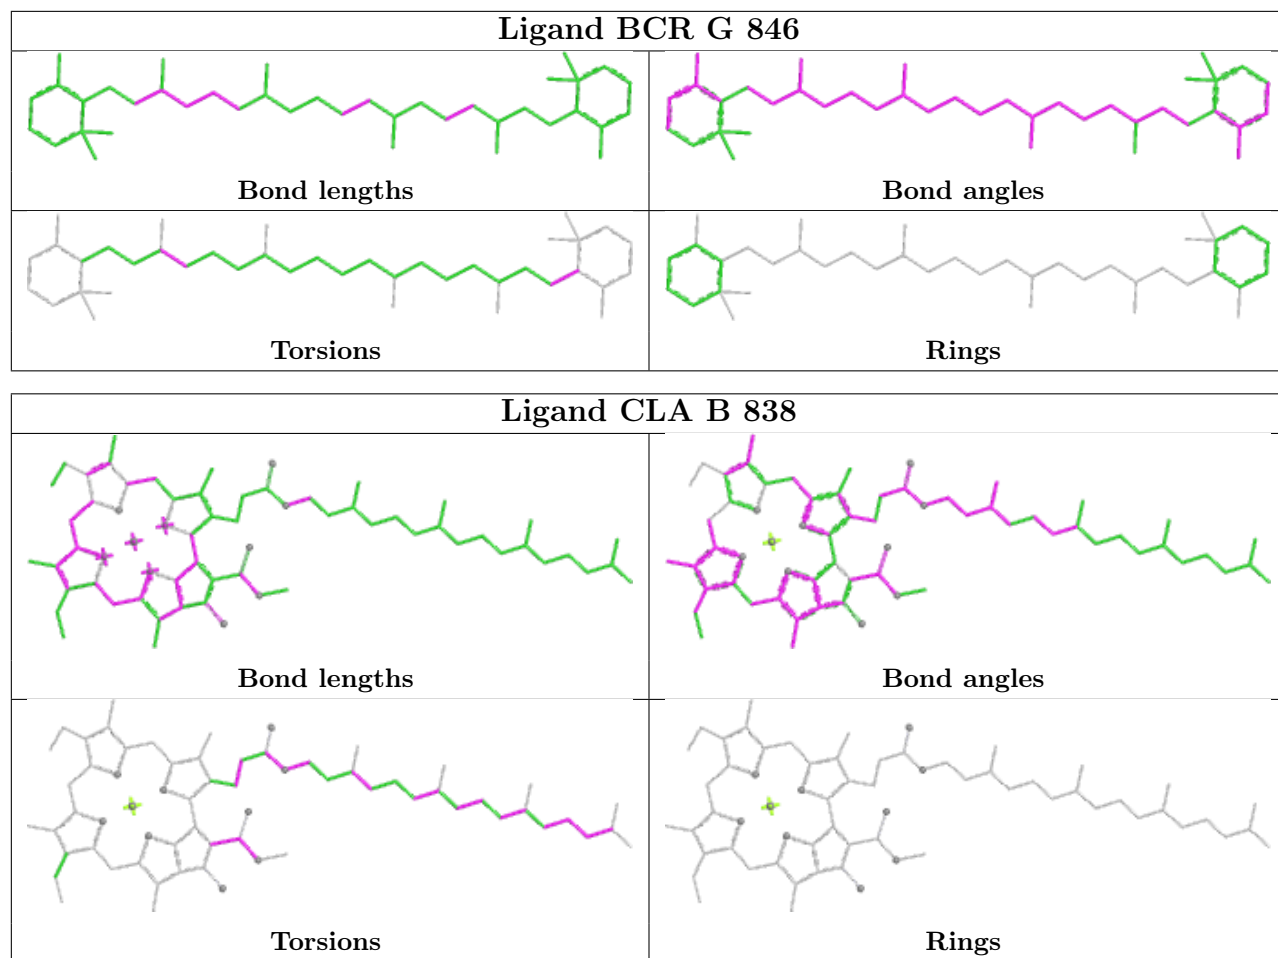 Ligand BCR G 846
Bond lengths
Bond angles
Torsions
Rings
Ligand CLA B 838
Bond lengths
Bond angles
Torsions
Rings